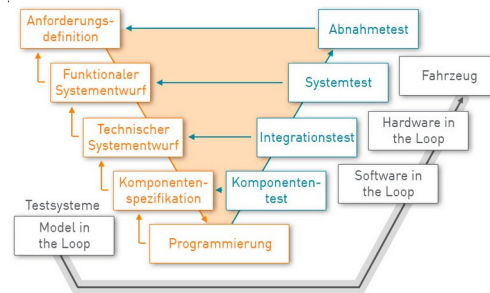 Anforderungs-
definition
Abnahmetest
Funktionaler
Systementwurf
Systemtest
Fahrzeug
Technischer
Systementwurf
Integrationstest
Hardware in
the Loop
Komponenten-
spezifikation
Komponenten-
test
Software in
the Loop
Testsysteme
Model in
the Loop
Programmierung